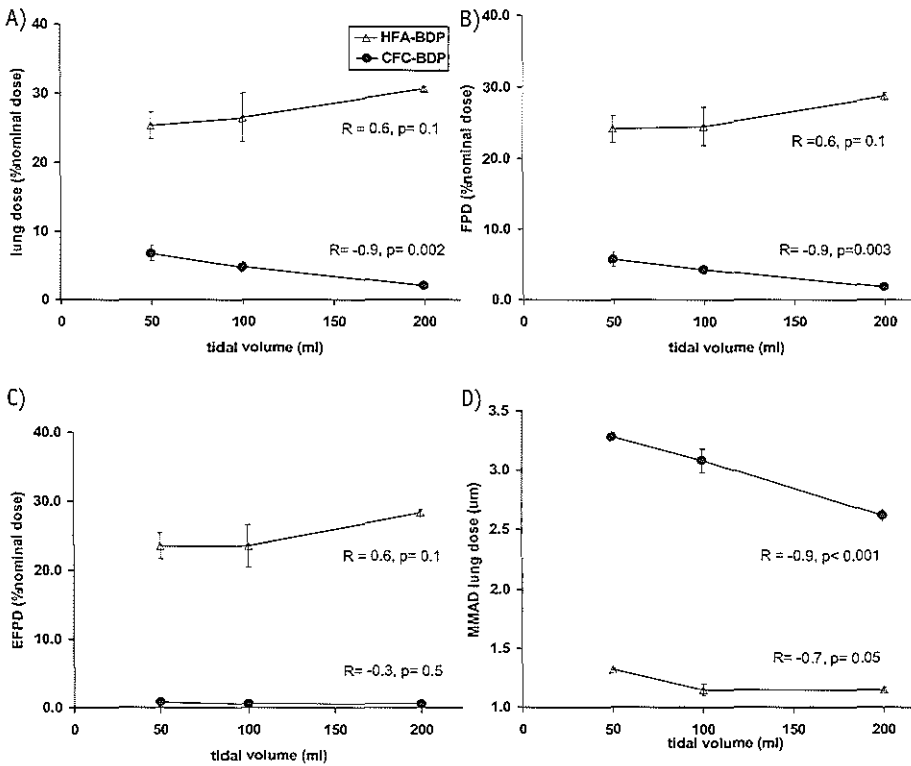 A)
40
30
20
10
0
lung dose (%nominal dose)
HFA-BDP
CFC-BDP
R = 0.6, p= 0.1
R= -0.9, p= 0.002
0 50 100 150 200
tidal volume (ml)
B)
40.0
30.0
20.0
10.0
0.0
FPD (%nominal dose)
R =0.6, p= 0.1
R= -0.9, p=0.003
0 50 100 150 200
tidal volume (ml)
C)
40.0
30.0
20.0
10.0
0.0
EFPD (%nominal dose)
R = 0.6, p= 0.1
R= -0.3, p= 0.5
0 50 100 150 200
tidal volume (ml)
D)
3.5
3.0
2.5
2.0
1.5
1.0
MMAD lung dose (um)
R= -0.9, p< 0.001
R= -0.7, p= 0.05
0 50 100 150 200
tidal volume (ml)